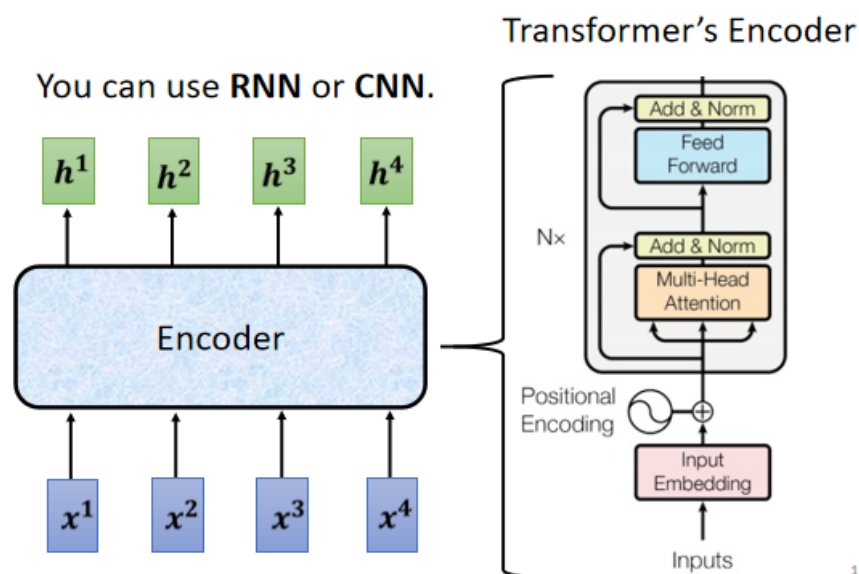 Transformer's Encoder
You can use RNN or CNN.
h¹ h² h³ h⁴
Encoder
x¹ x² x³ x⁴
Add & Norm
Feed
Forward
N×
Add & Norm
Multi-Head
Attention
Positional
Encoding
Input
Embedding
Inputs
1